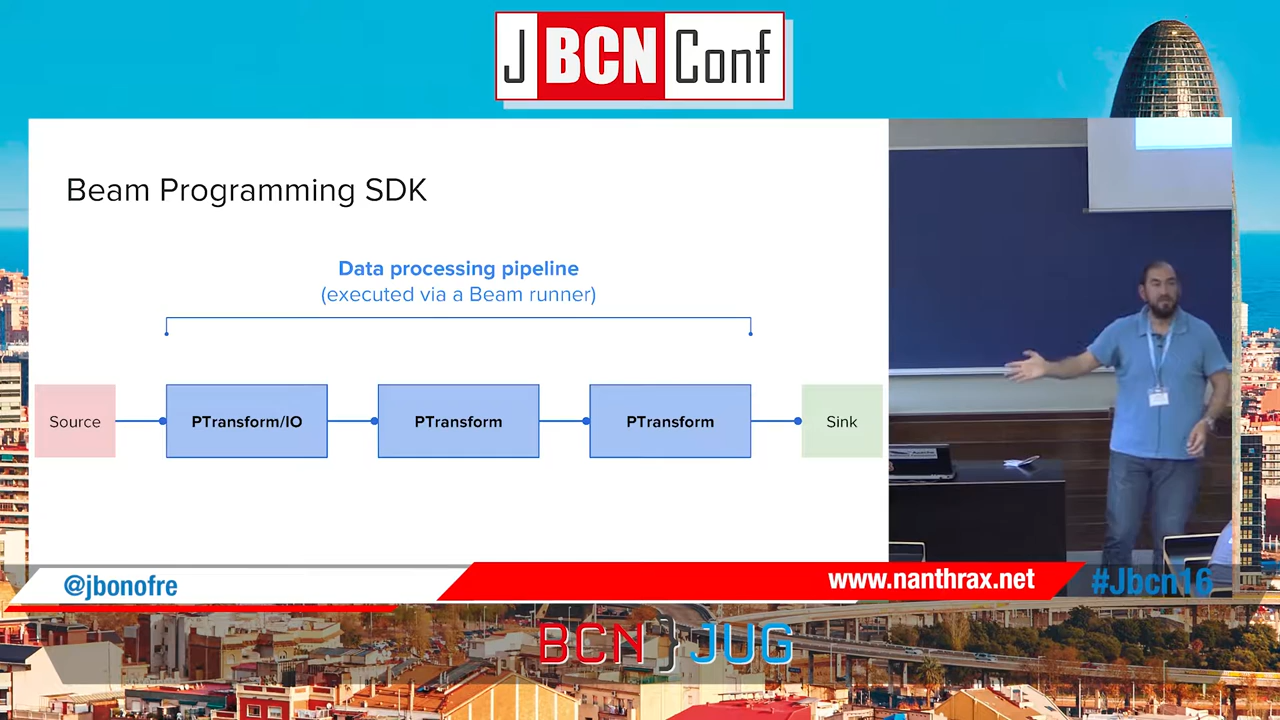 J BCN Conf
Beam Programming SDK
Data processing pipeline
(executed via a Beam runner)
Source
PTransform/IO
PTransform
PTransform
Sink
@jbonofre
www.nanthrax.net
#Jbcn16
BCN JUG